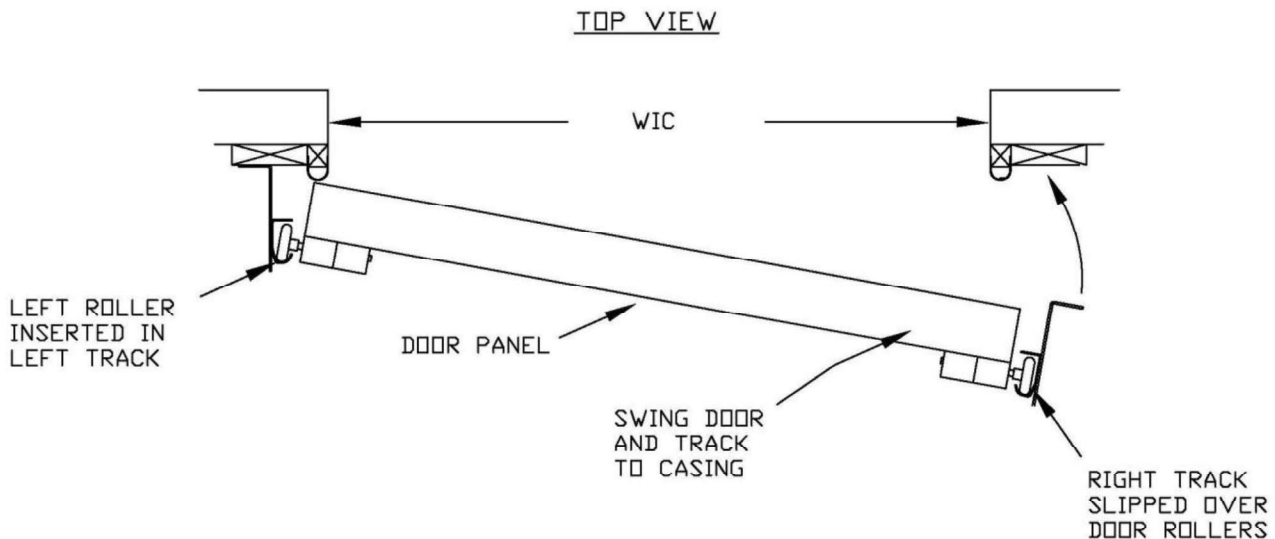 TOP VIEW
WIC
LEFT ROLLER
INSERTED IN
LEFT TRACK
DOOR PANEL
SWING DOOR
AND TRACK
TO CASING
RIGHT TRACK
SLIPPED OVER
DOOR ROLLERS